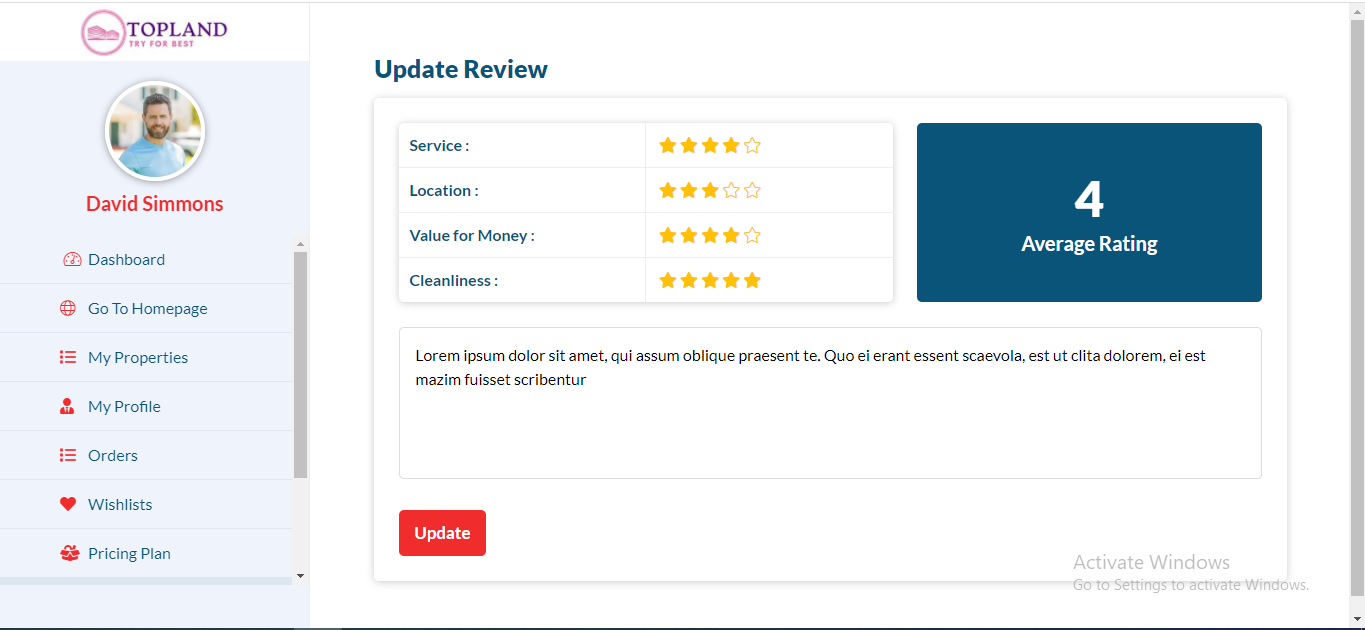 TOPLAND
TRY FOR BEST
David Simmons
Dashboard
Go To Homepage
My Properties
My Profile
Orders
Wishlists
Pricing Plan
Update Review
Service :
Location :
Value for Money :
Cleanliness :
4
Average Rating
Lorem ipsum dolor sit amet, qui assum oblique praesent te. Quo ei erant essent scaevola, est ut clita dolorem, ei est
mazim fuisset scribentur
Update
Activate Windows
Go to Settings to activate Windows.